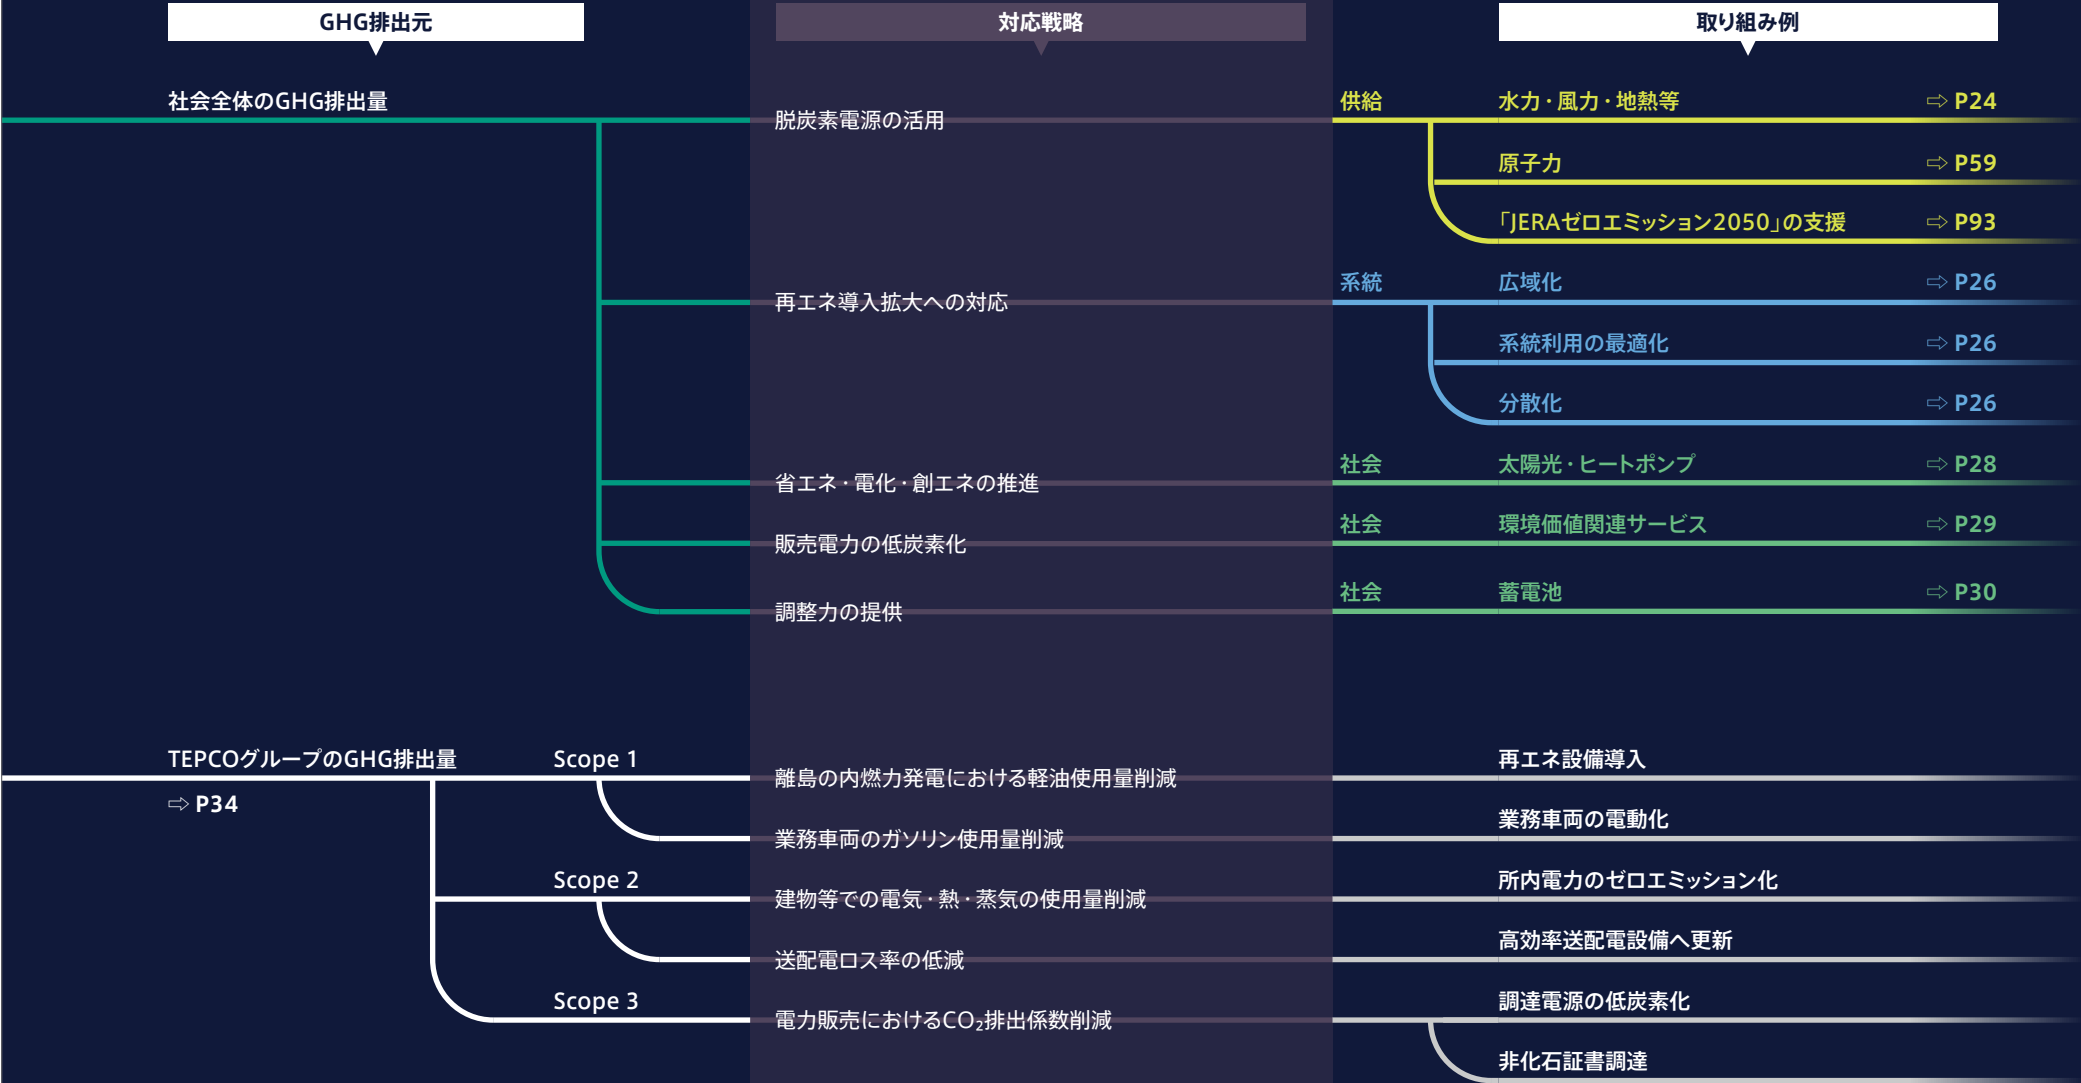 GHG排出元
対応戦略
取り組み例
社会全体のGHG排出量
脱炭素電源の活用
供給
水力・風力・地熱等
⇨ P24
原子力
⇨ P59
「JERAゼロエミッション2050」の支援
⇨ P93
再エネ導入拡大への対応
系統
広域化
⇨ P26
系統利用の最適化
⇨ P26
分散化
⇨ P26
省エネ・電化・創エネの推進
社会
太陽光・ヒートポンプ
⇨ P28
販売電力の低炭素化
社会
環境価値関連サービス
⇨ P29
調整力の提供
社会
蓄電池
⇨ P30
TEPCOグループのGHG排出量
⇨ P34
Scope 1
離島の内燃力発電における軽油使用量削減
再エネ設備導入
業務車両のガソリン使用量削減
業務車両の電動化
Scope 2
建物等での電気・熱・蒸気の使用量削減
所内電力のゼロエミッション化
送配電ロス率の低減
高効率送配電設備へ更新
Scope 3
電力販売におけるCO₂排出係数削減
調達電源の低炭素化
非化石証書調達